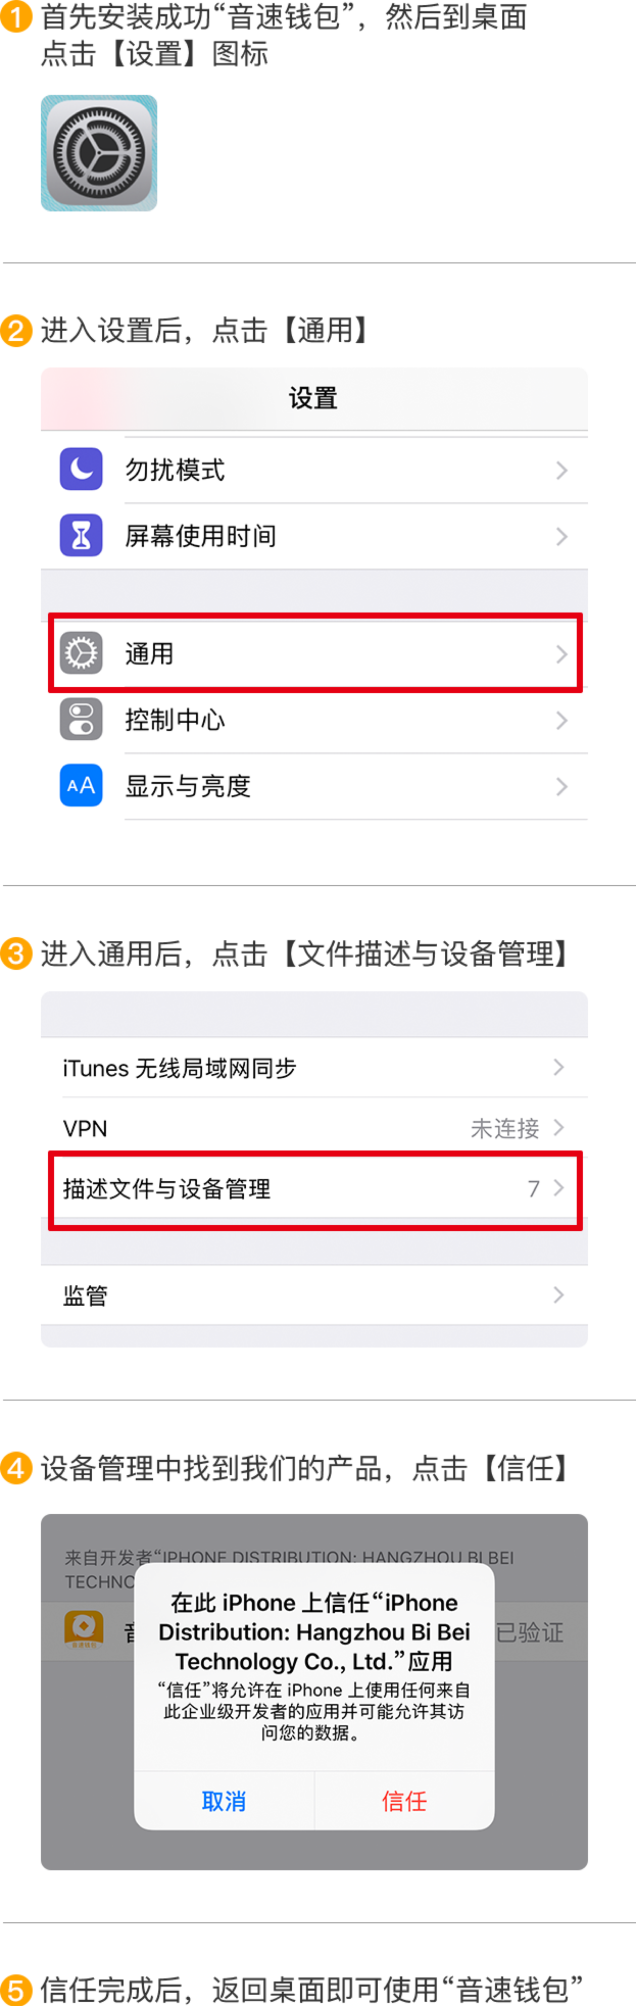 1 首先安装成功“音速钱包”，然后到桌面
点击【设置】图标
2 进入设置后，点击【通用】
设置
勿扰模式
屏幕使用时间
通用
控制中心
AA 显示与亮度
3 进入通用后，点击【文件描述与设备管理】
iTunes 无线局域网同步
VPN 未连接
描述文件与设备管理 7
监管
4 设备管理中找到我们的产品，点击【信任】
来自开发者“IPHONE DISTRIBUTION: HANGZHOU BI BEI
TECHNO
在此 iPhone 上信任“iPhone
Distribution: Hangzhou Bi Bei
Technology Co., Ltd.”应用
“信任”将允许在 iPhone 上使用任何来自
此企业级开发者的应用并可能允许其访
问您的数据。
音速钱包
已验证
取消 信任
5 信任完成后，返回桌面即可使用“音速钱包”